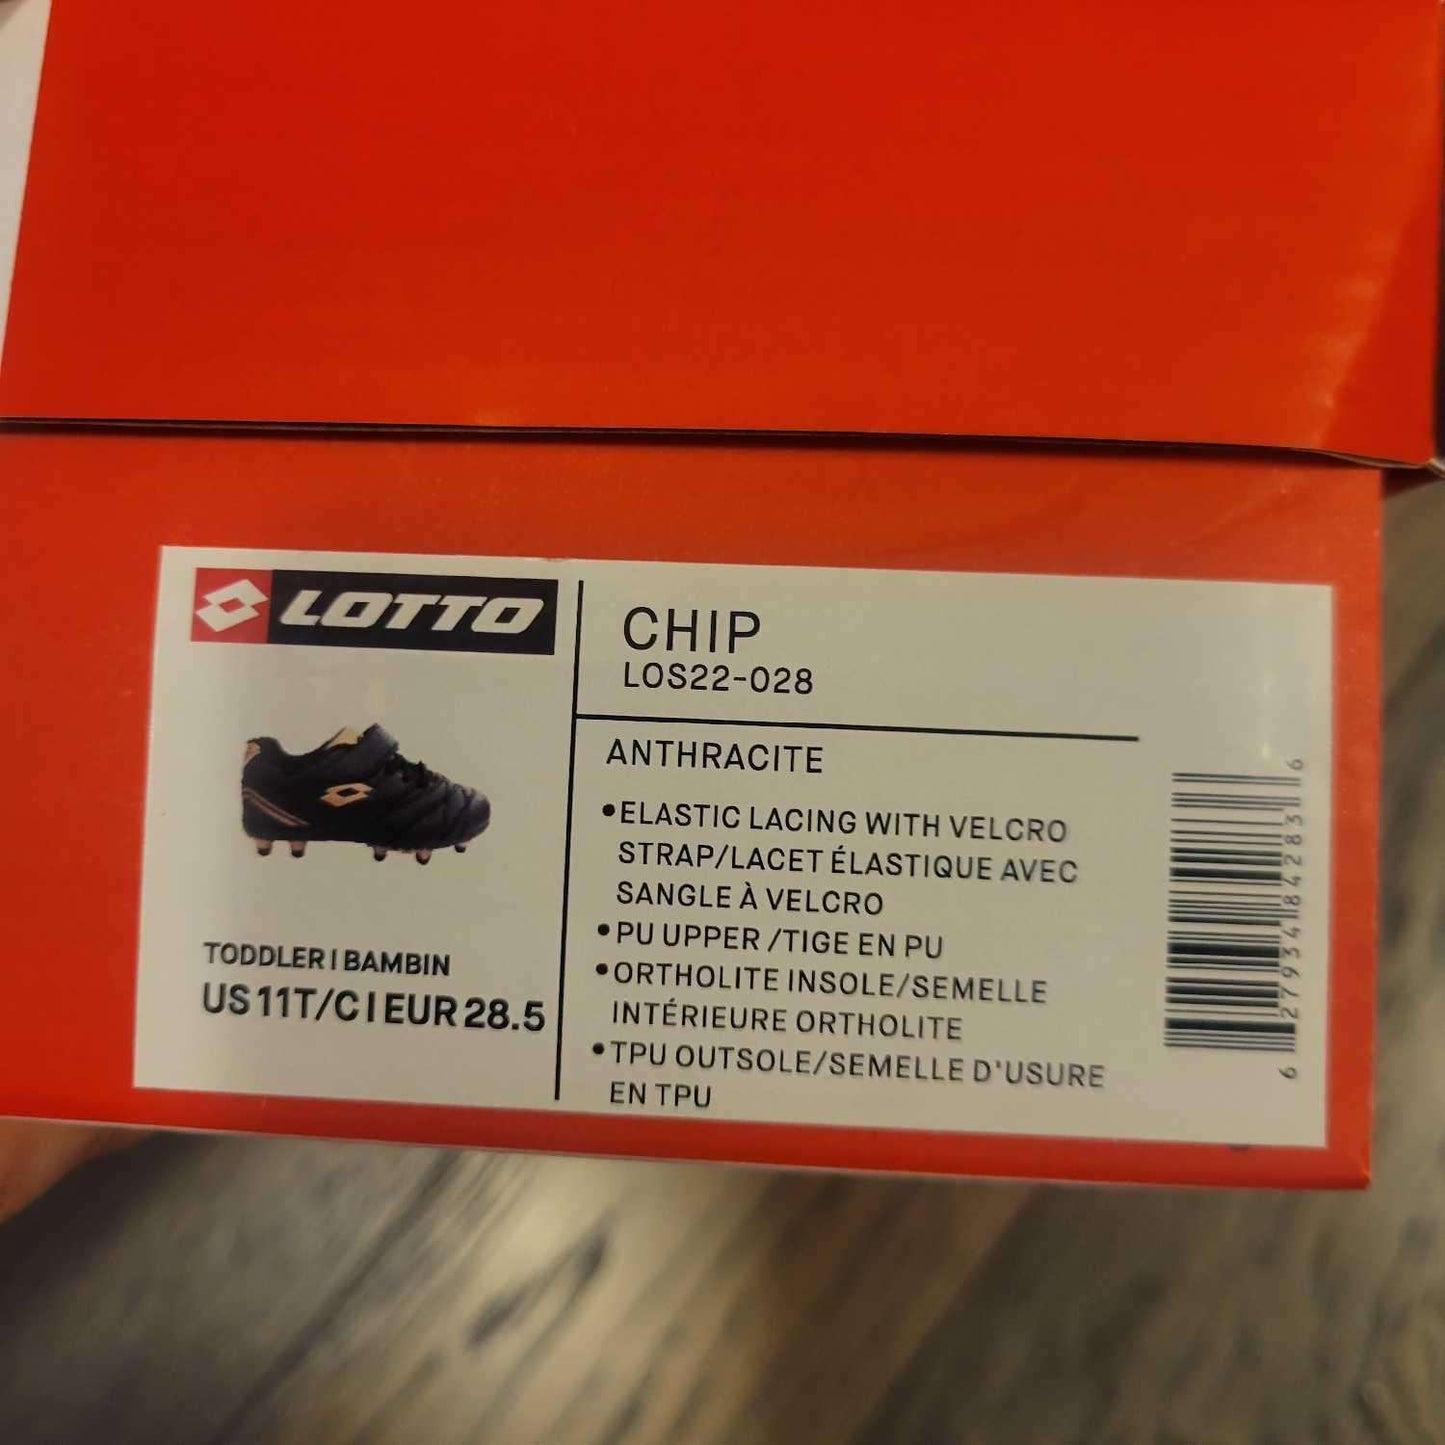 LOTTO
CHIP
LOS22-028
ANTHRACITE
•ELASTIC LACING WITH VELCRO
STRAP/LACET ÉLASTIQUE AVEC
SANGLE À VELCRO
•PU UPPER /TIGE EN PU
•ORTHOLITE INSOLE/SEMELLE
INTÉRIEURE ORTHOLITE
•TPU OUTSOLE/SEMELLE D'USURE
EN TPU
TODDLER | BAMBIN
US 11T/C | EUR 28.5
6 27934 84283 6